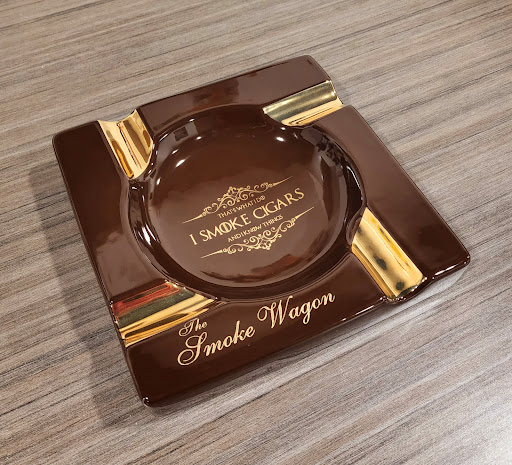 THAT'S WHAT I DO
I SMOKE CIGARS
AND I KNOW THINGS
The
Smoke Wagon